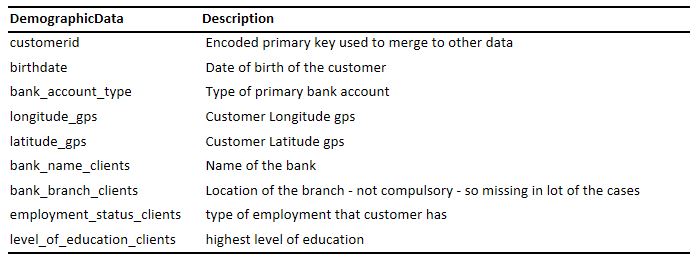 DemographicData Description
customerid Encoded primary key used to merge to other data
birthdate Date of birth of the customer
bank_account_type Type of primary bank account
longitude_gps Customer Longitude gps
latitude_gps Customer Latitude gps
bank_name_clients Name of the bank
bank_branch_clients Location of the branch - not compulsory - so missing in lot of the cases
employment_status_clients type of employment that customer has
level_of_education_clients highest level of education